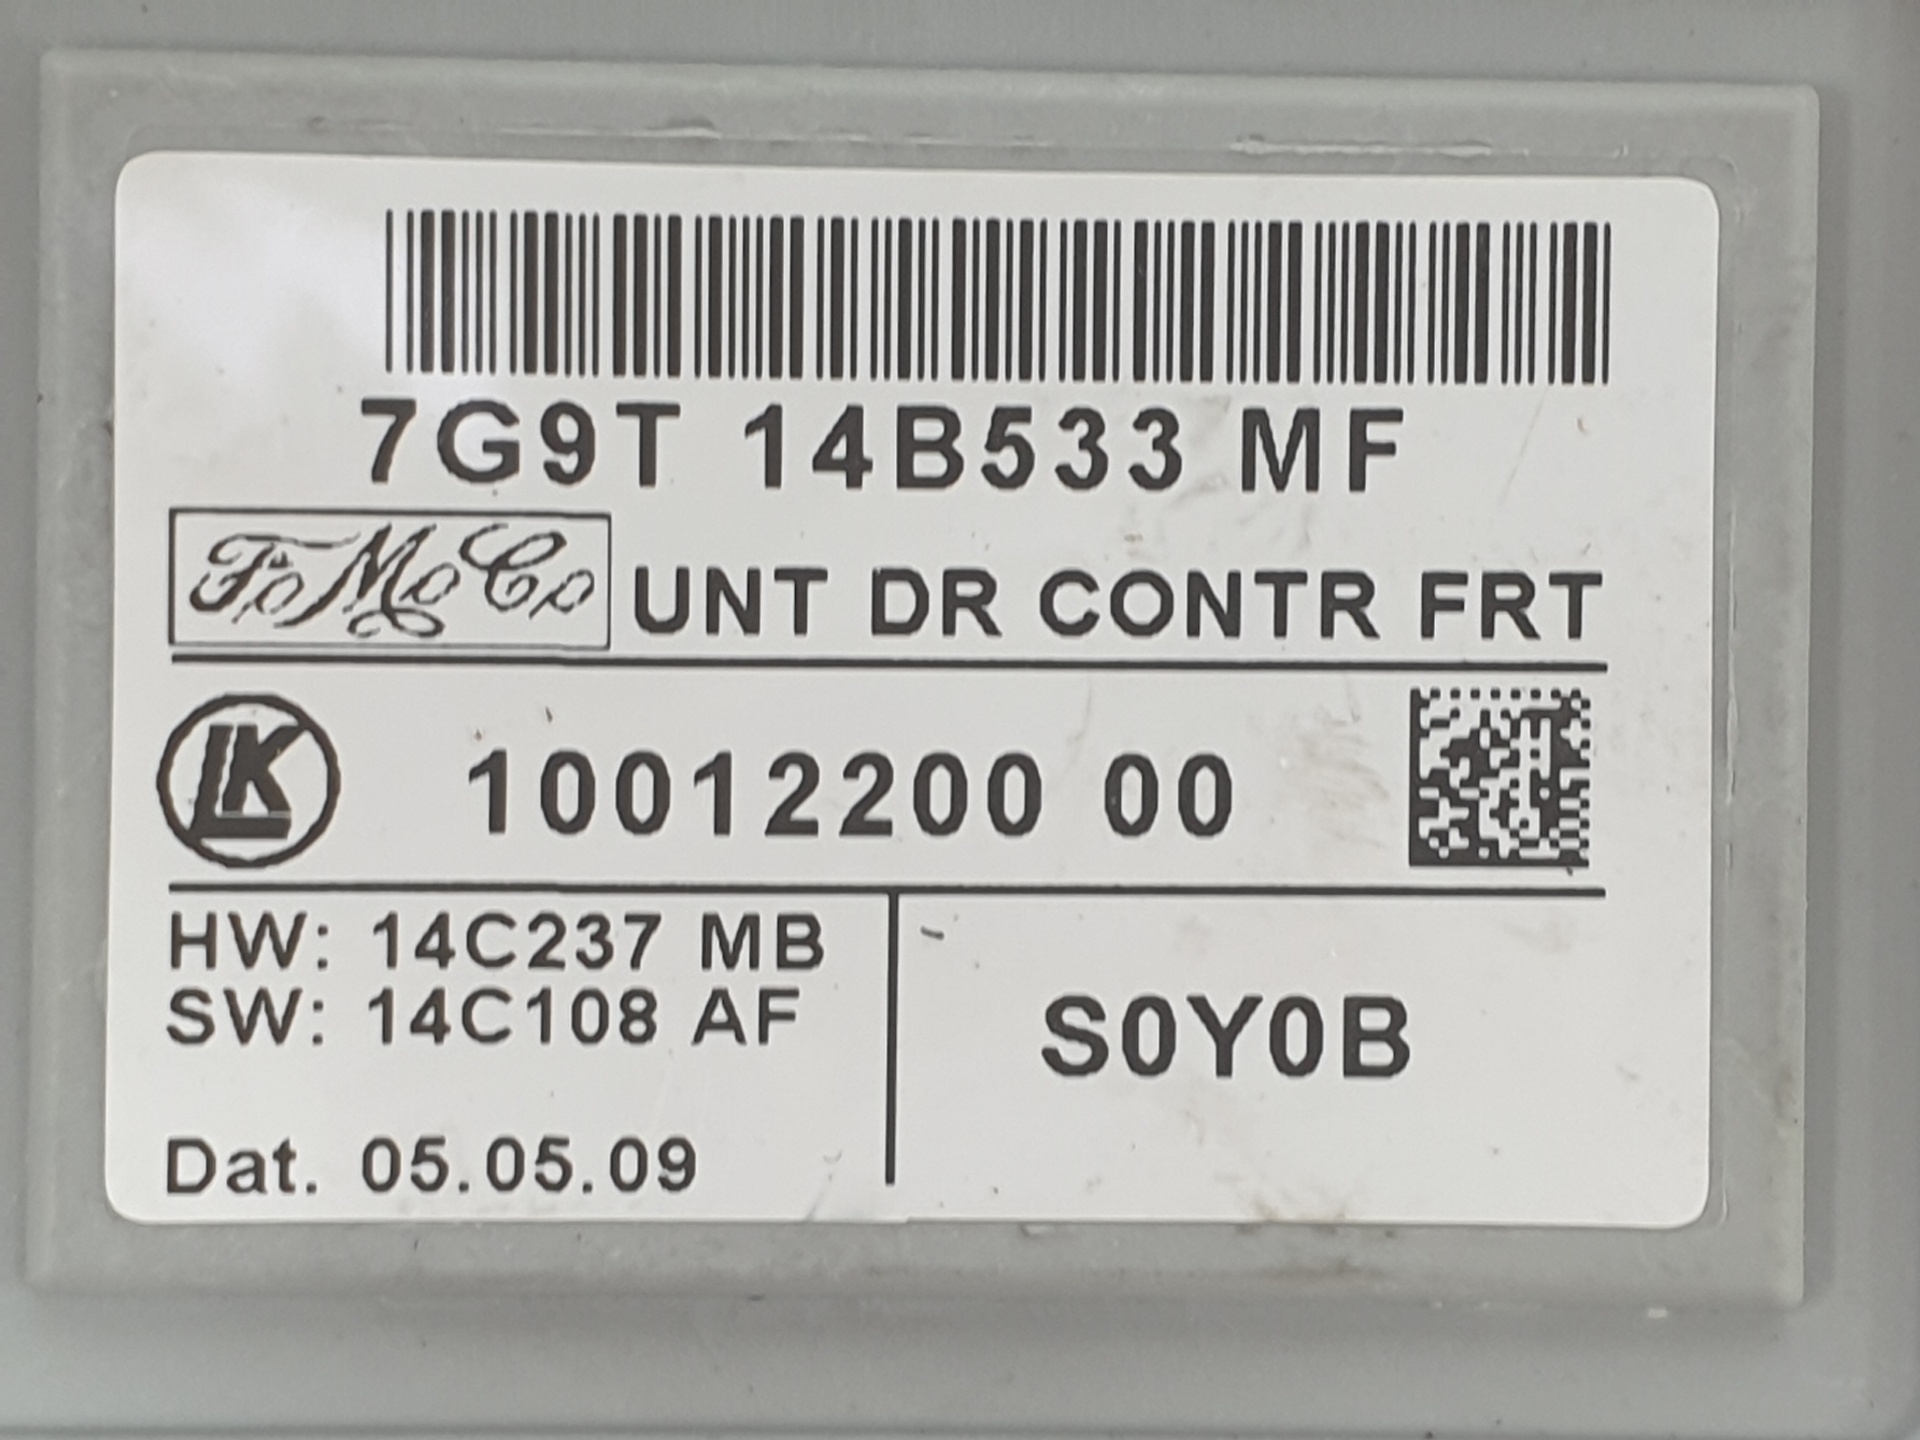 7G9T 14B533 MF
FoMoCo UNT DR CONTR FRT
LK 10012200 00
HW: 14C237 MB
SW: 14C108 AF
S0Y0B
Dat. 05.05.09